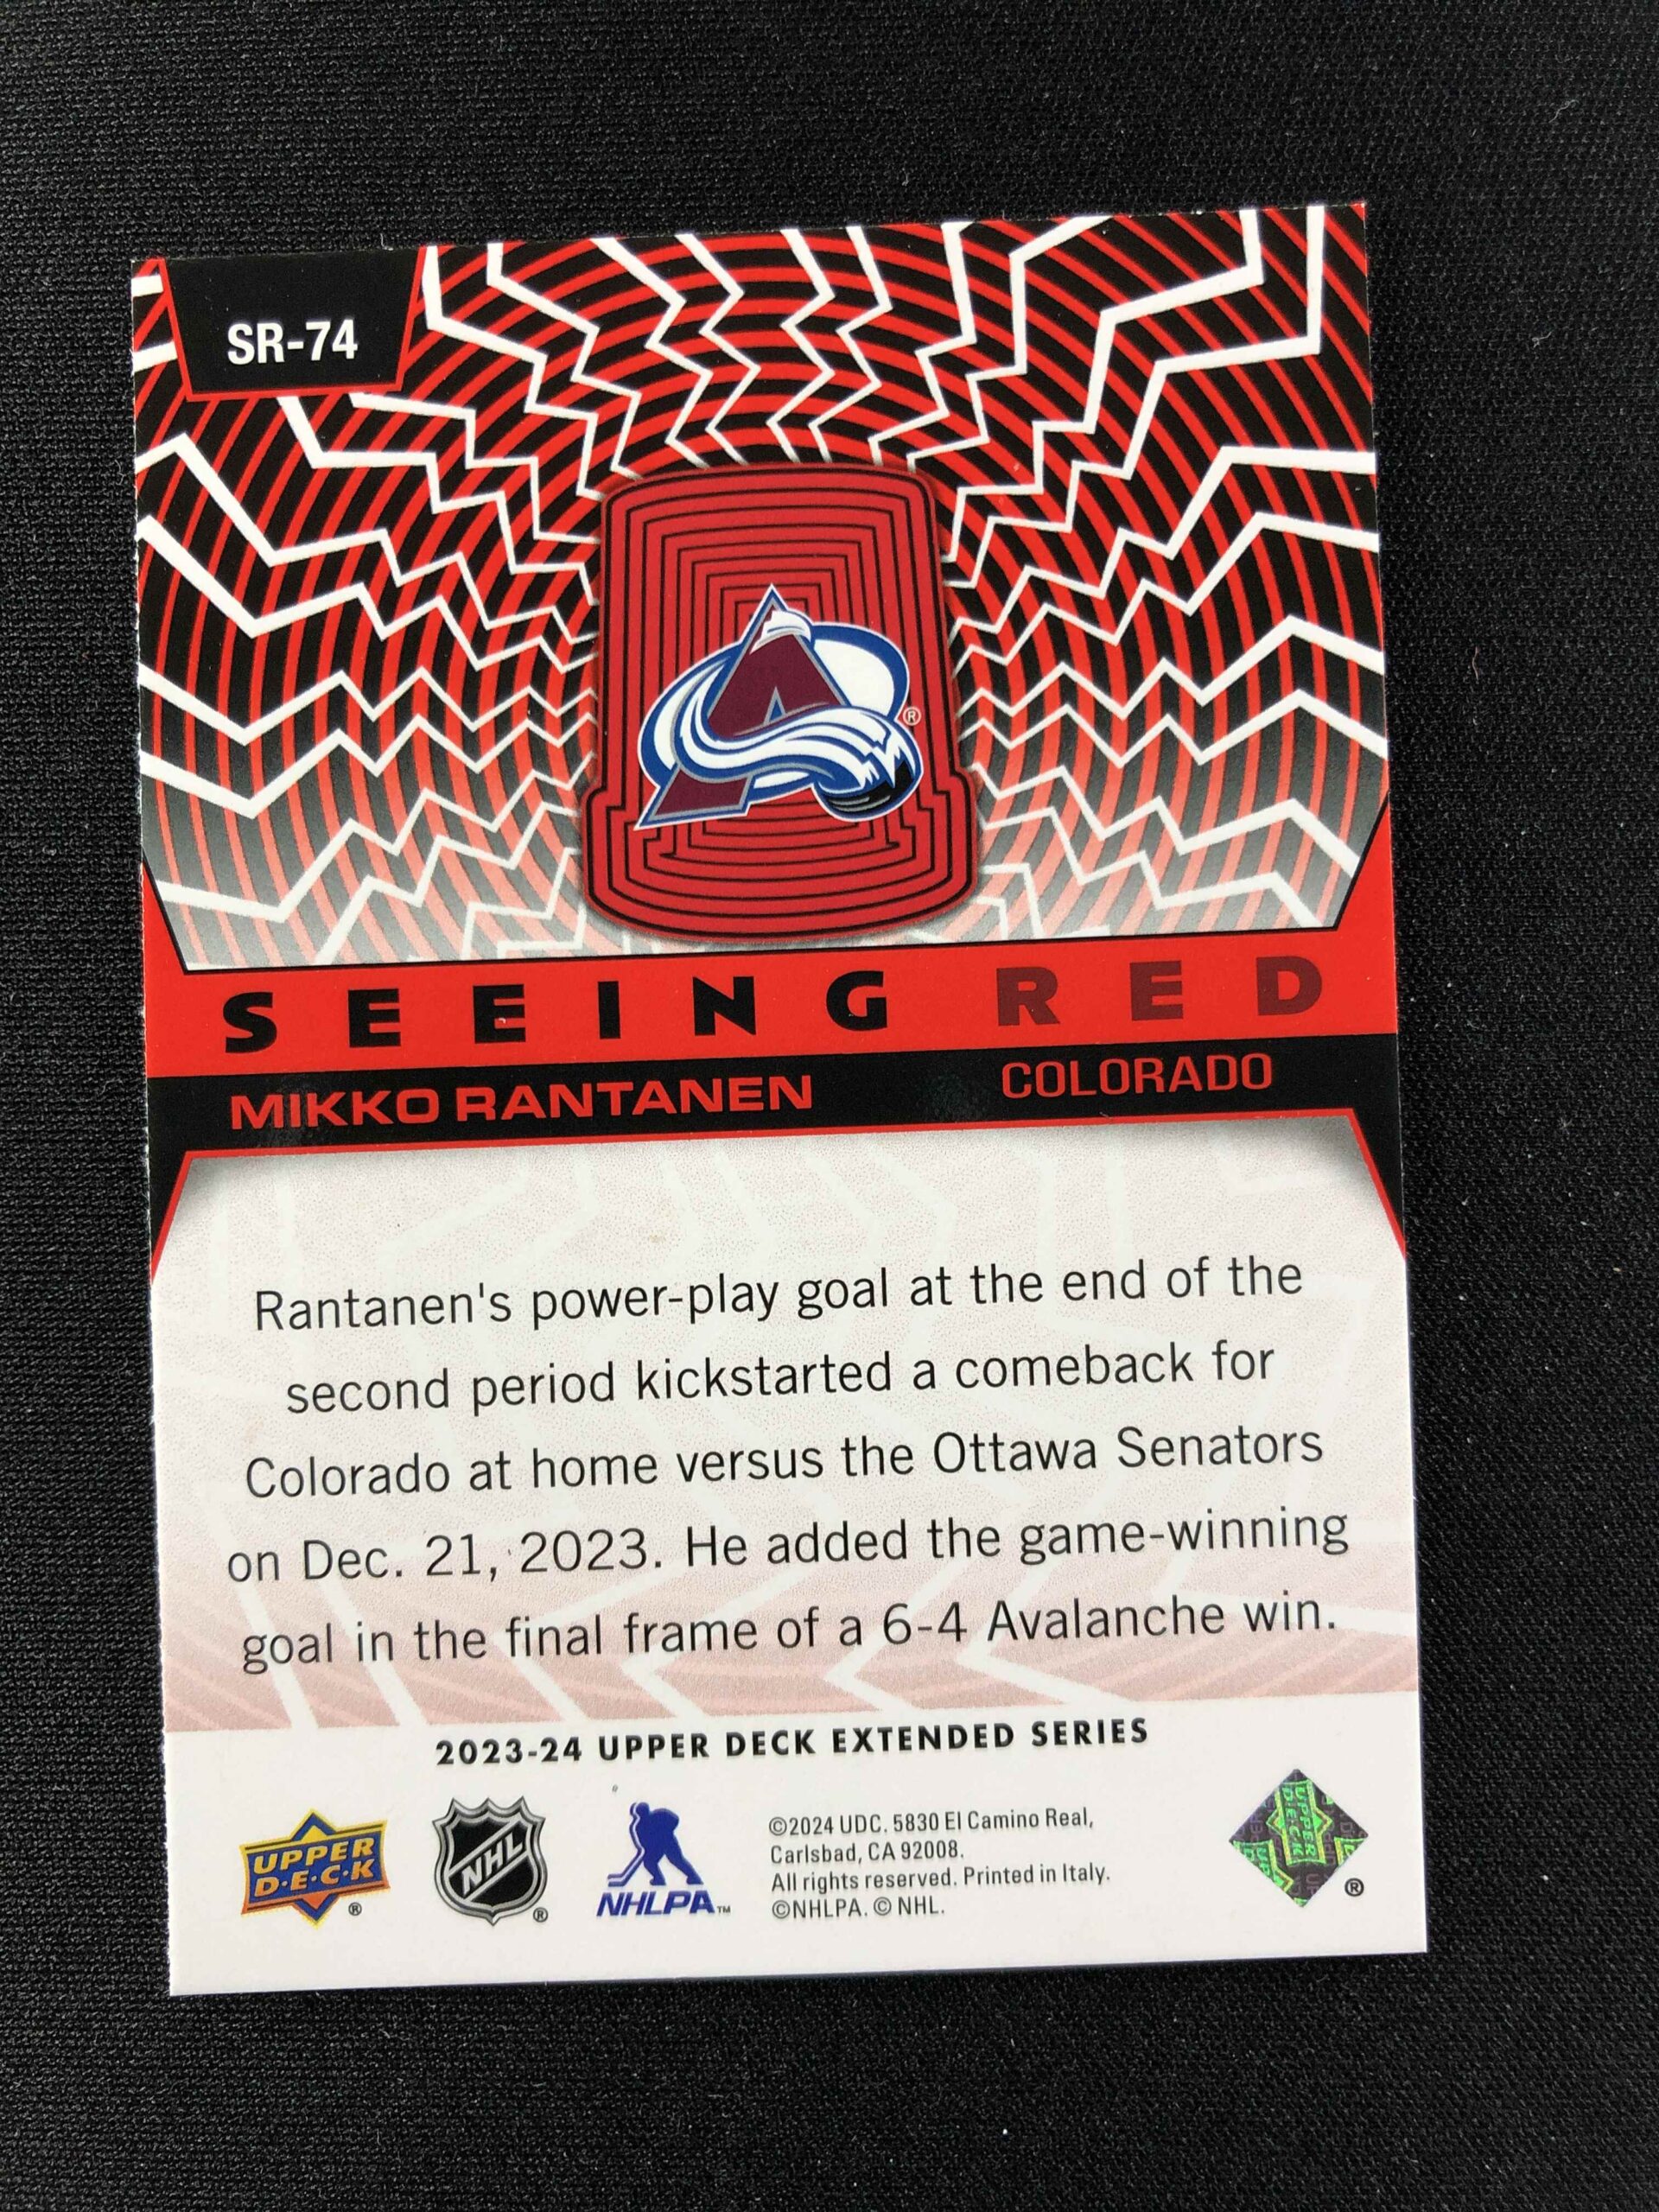 SR-74
A
®
SEEING RED
MIKKO RANTANEN COLORADO
Rantanen's power-play goal at the end of the
second period kickstarted a comeback for
Colorado at home versus the Ottawa Senators
on Dec. 21, 2023. He added the game-winning
goal in the final frame of a 6-4 Avalanche win.
2023-24 UPPER DECK EXTENDED SERIES
UPPER
D·E·C·K
®
NHL
®
NHLPA™
©2024 UDC. 5830 El Camino Real,
Carlsbad, CA 92008.
All rights reserved. Printed in Italy.
©NHLPA. © NHL.
UPPER
DECK
®